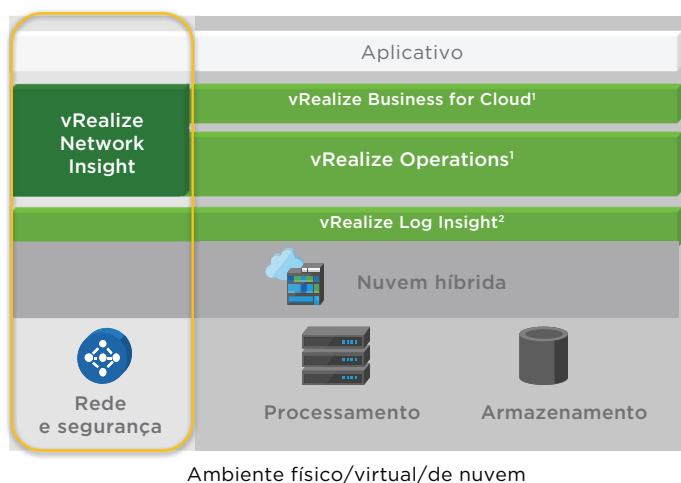 Aplicativo
vRealize Business for Cloud¹
vRealize
Network
Insight
vRealize Operations¹
vRealize Log Insight²
Nuvem híbrida
Rede
e segurança
Processamento
Armazenamento
Ambiente físico/virtual/de nuvem